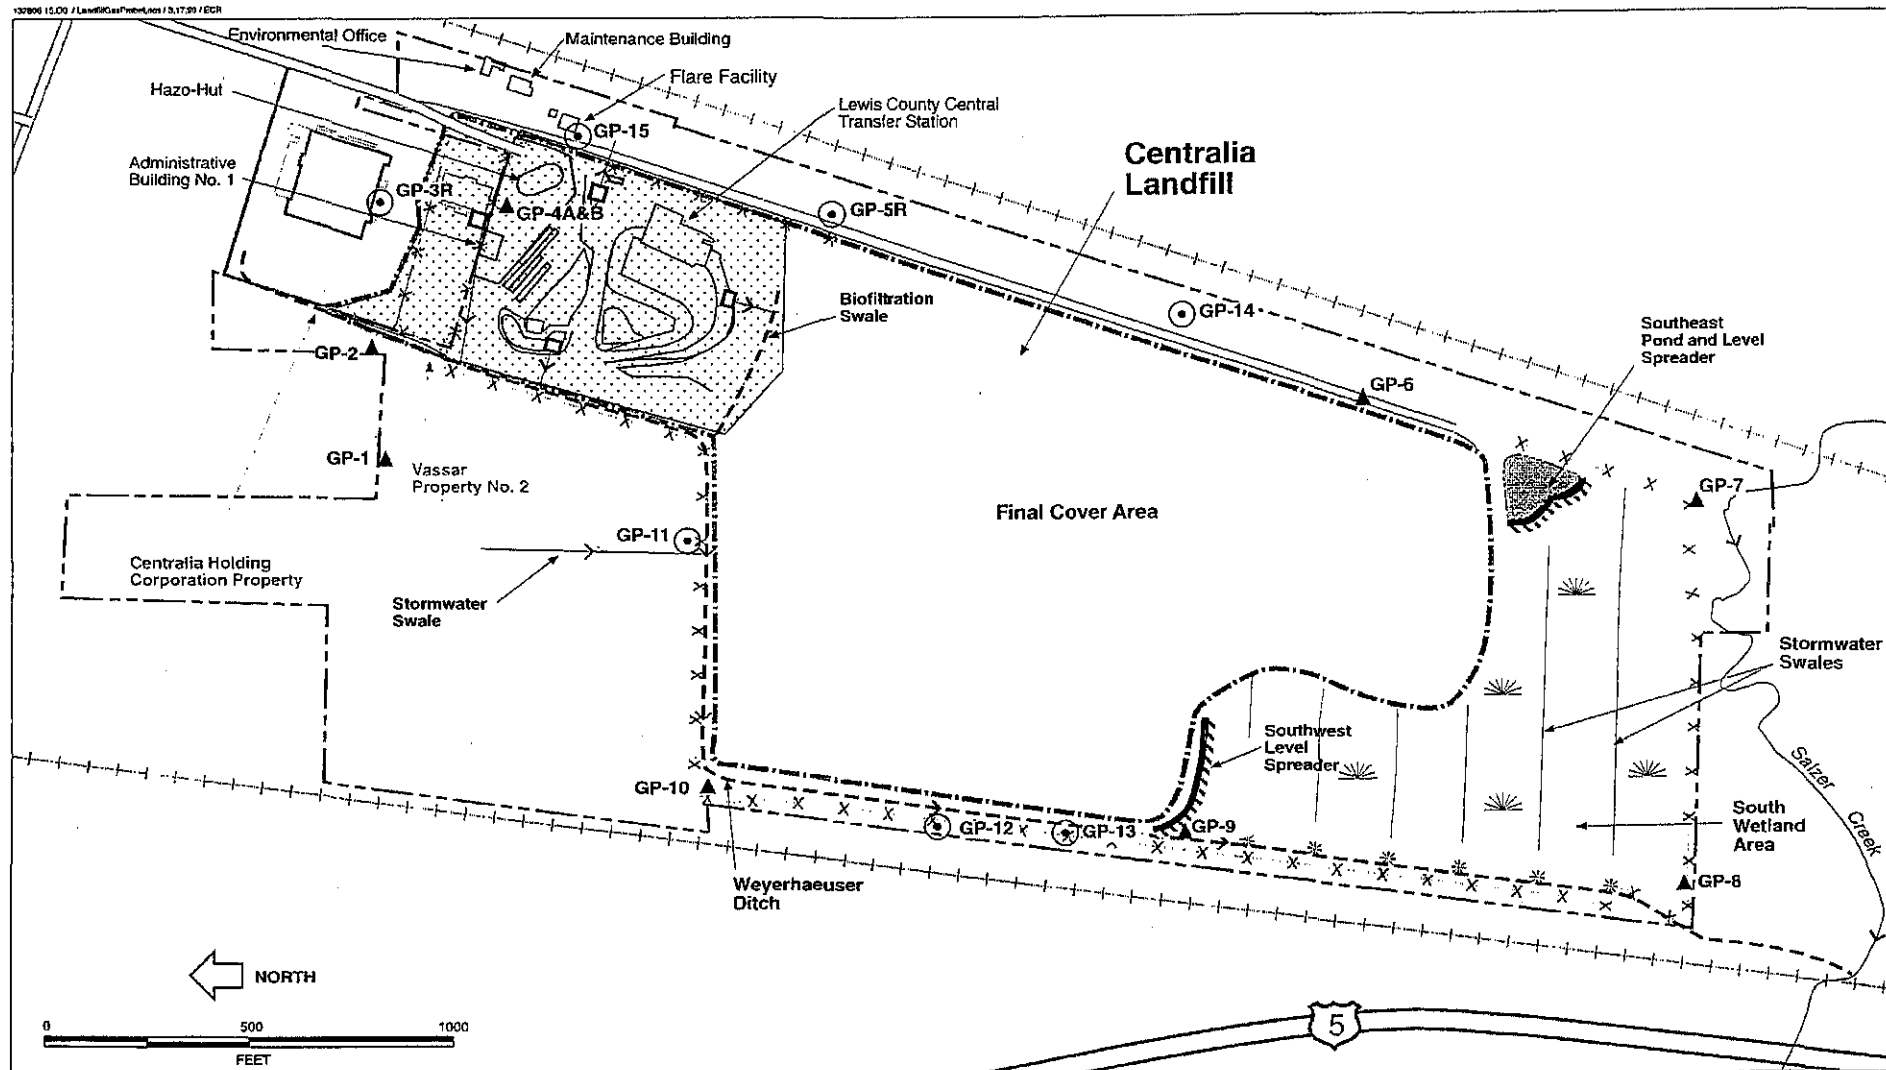 Environmental Office
Maintenance Building
Flare Facility
Hazo-Hut
Lewis County Central
Transfer Station
GP-15
Centralia
Landfill
Administrative
Building No. 1
GP-3R
GP-4A&B
GP-5R
Biofiltration
Swale
GP-14
Southeast
Pond and Level
Spreader
GP-2
GP-6
GP-1
Vassar
Property No. 2
GP-7
Final Cover Area
GP-11
Centralia Holding
Corporation Property
Stormwater
Swale
Stormwater
Swales
Southwest
Level
Spreader
Salzer
Creek
GP-10
GP-12
GP-13
GP-9
South
Wetland
Area
Weyerhaeuser
Ditch
GP-8
NORTH
5
0 500 1000
FEET